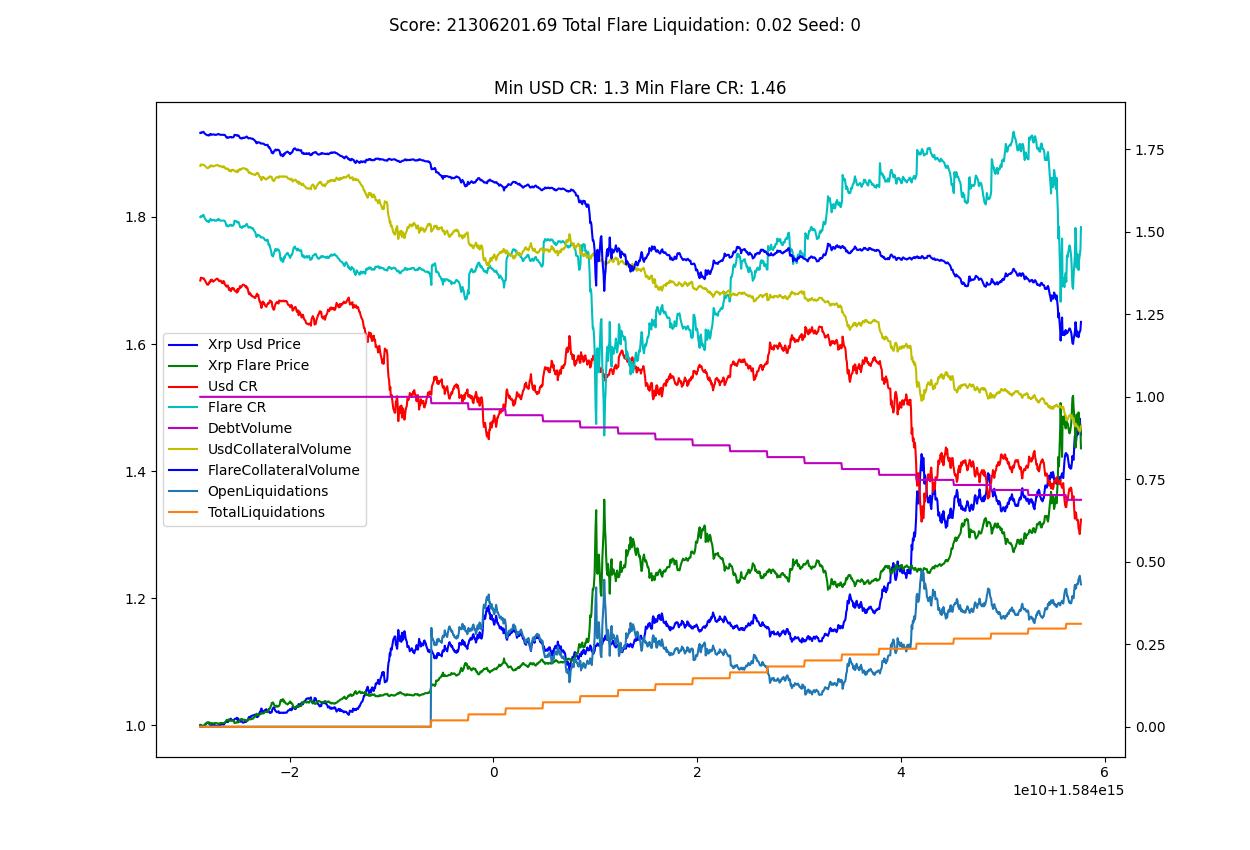 Score: 21306201.69 Total Flare Liquidation: 0.02 Seed: 0
Min USD CR: 1.3 Min Flare CR: 1.46
1.8
1.6
1.4
1.2
1.0
Xrp Usd Price
Xrp Flare Price
Usd CR
Flare CR
DebtVolume
UsdCollateralVolume
FlareCollateralVolume
OpenLiquidations
TotalLiquidations
1.75
1.50
1.25
1.00
0.75
0.50
0.25
0.00
−2 0 2 4 6
1e10+1.584e15